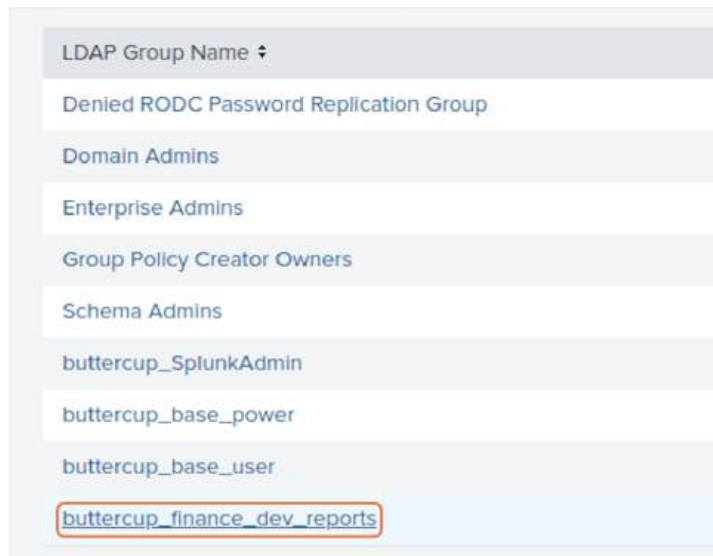 LDAP Group Name
Denied RODC Password Replication Group
Domain Admins
Enterprise Admins
Group Policy Creator Owners
Schema Admins
buttercup_SplunkAdmin
buttercup_base_power
buttercup_base_user
buttercup_finance_dev_reports